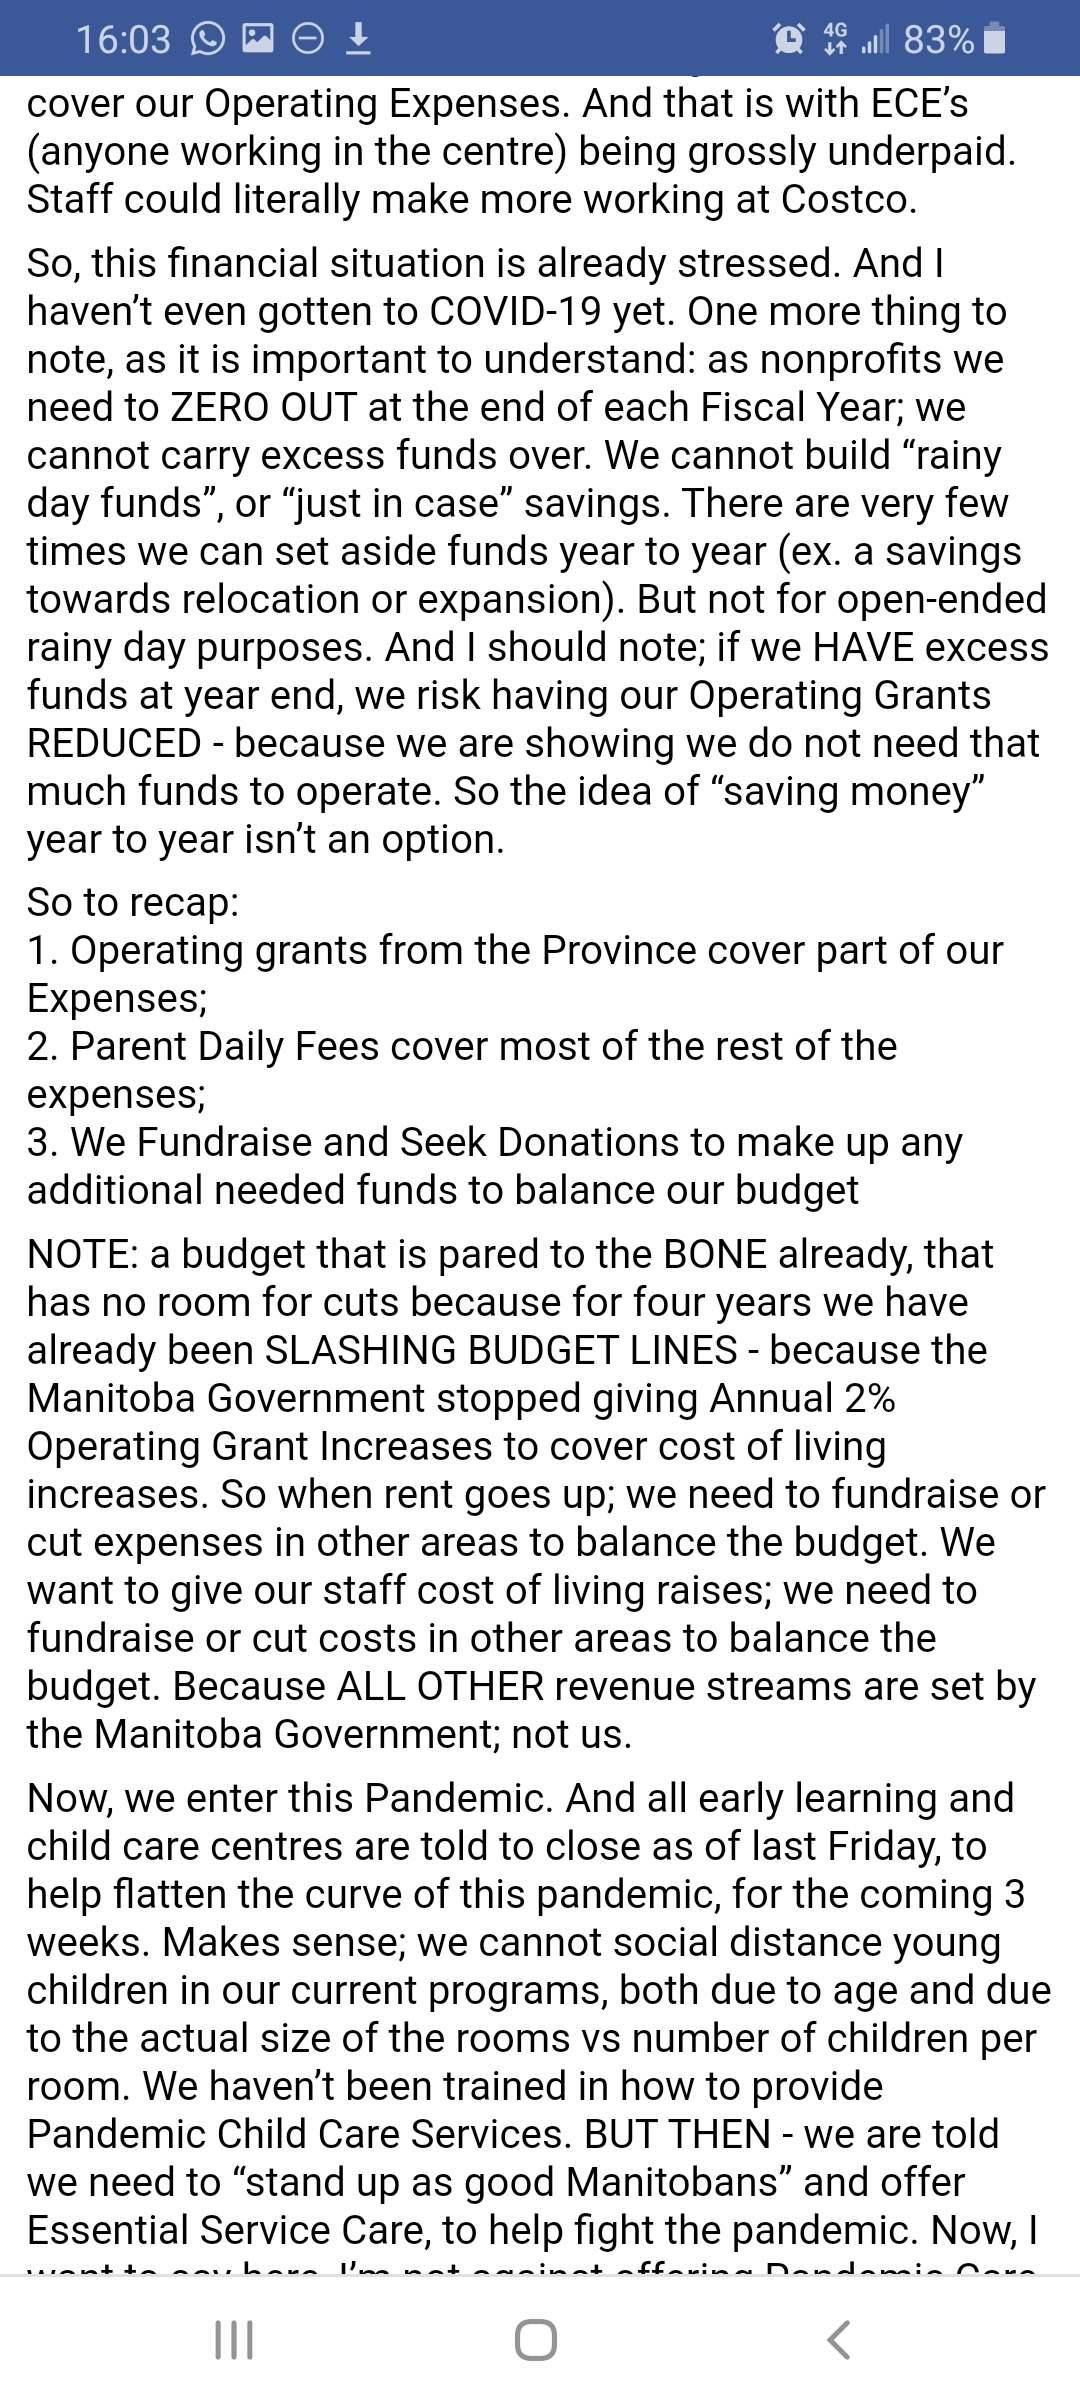 16:03
4G
83%
cover our Operating Expenses. And that is with ECE’s
(anyone working in the centre) being grossly underpaid.
Staff could literally make more working at Costco.
So, this financial situation is already stressed. And I
haven’t even gotten to COVID-19 yet. One more thing to
note, as it is important to understand: as nonprofits we
need to ZERO OUT at the end of each Fiscal Year; we
cannot carry excess funds over. We cannot build “rainy
day funds”, or “just in case” savings. There are very few
times we can set aside funds year to year (ex. a savings
towards relocation or expansion). But not for open-ended
rainy day purposes. And I should note; if we HAVE excess
funds at year end, we risk having our Operating Grants
REDUCED - because we are showing we do not need that
much funds to operate. So the idea of “saving money”
year to year isn’t an option.
So to recap:
1. Operating grants from the Province cover part of our
Expenses;
2. Parent Daily Fees cover most of the rest of the
expenses;
3. We Fundraise and Seek Donations to make up any
additional needed funds to balance our budget
NOTE: a budget that is pared to the BONE already, that
has no room for cuts because for four years we have
already been SLASHING BUDGET LINES - because the
Manitoba Government stopped giving Annual 2%
Operating Grant Increases to cover cost of living
increases. So when rent goes up; we need to fundraise or
cut expenses in other areas to balance the budget. We
want to give our staff cost of living raises; we need to
fundraise or cut costs in other areas to balance the
budget. Because ALL OTHER revenue streams are set by
the Manitoba Government; not us.
Now, we enter this Pandemic. And all early learning and
child care centres are told to close as of last Friday, to
help flatten the curve of this pandemic, for the coming 3
weeks. Makes sense; we cannot social distance young
children in our current programs, both due to age and due
to the actual size of the rooms vs number of children per
room. We haven’t been trained in how to provide
Pandemic Child Care Services. BUT THEN - we are told
we need to “stand up as good Manitobans” and offer
Essential Service Care, to help fight the pandemic. Now, I
want to say here, I’m not against offering Pandemic Care